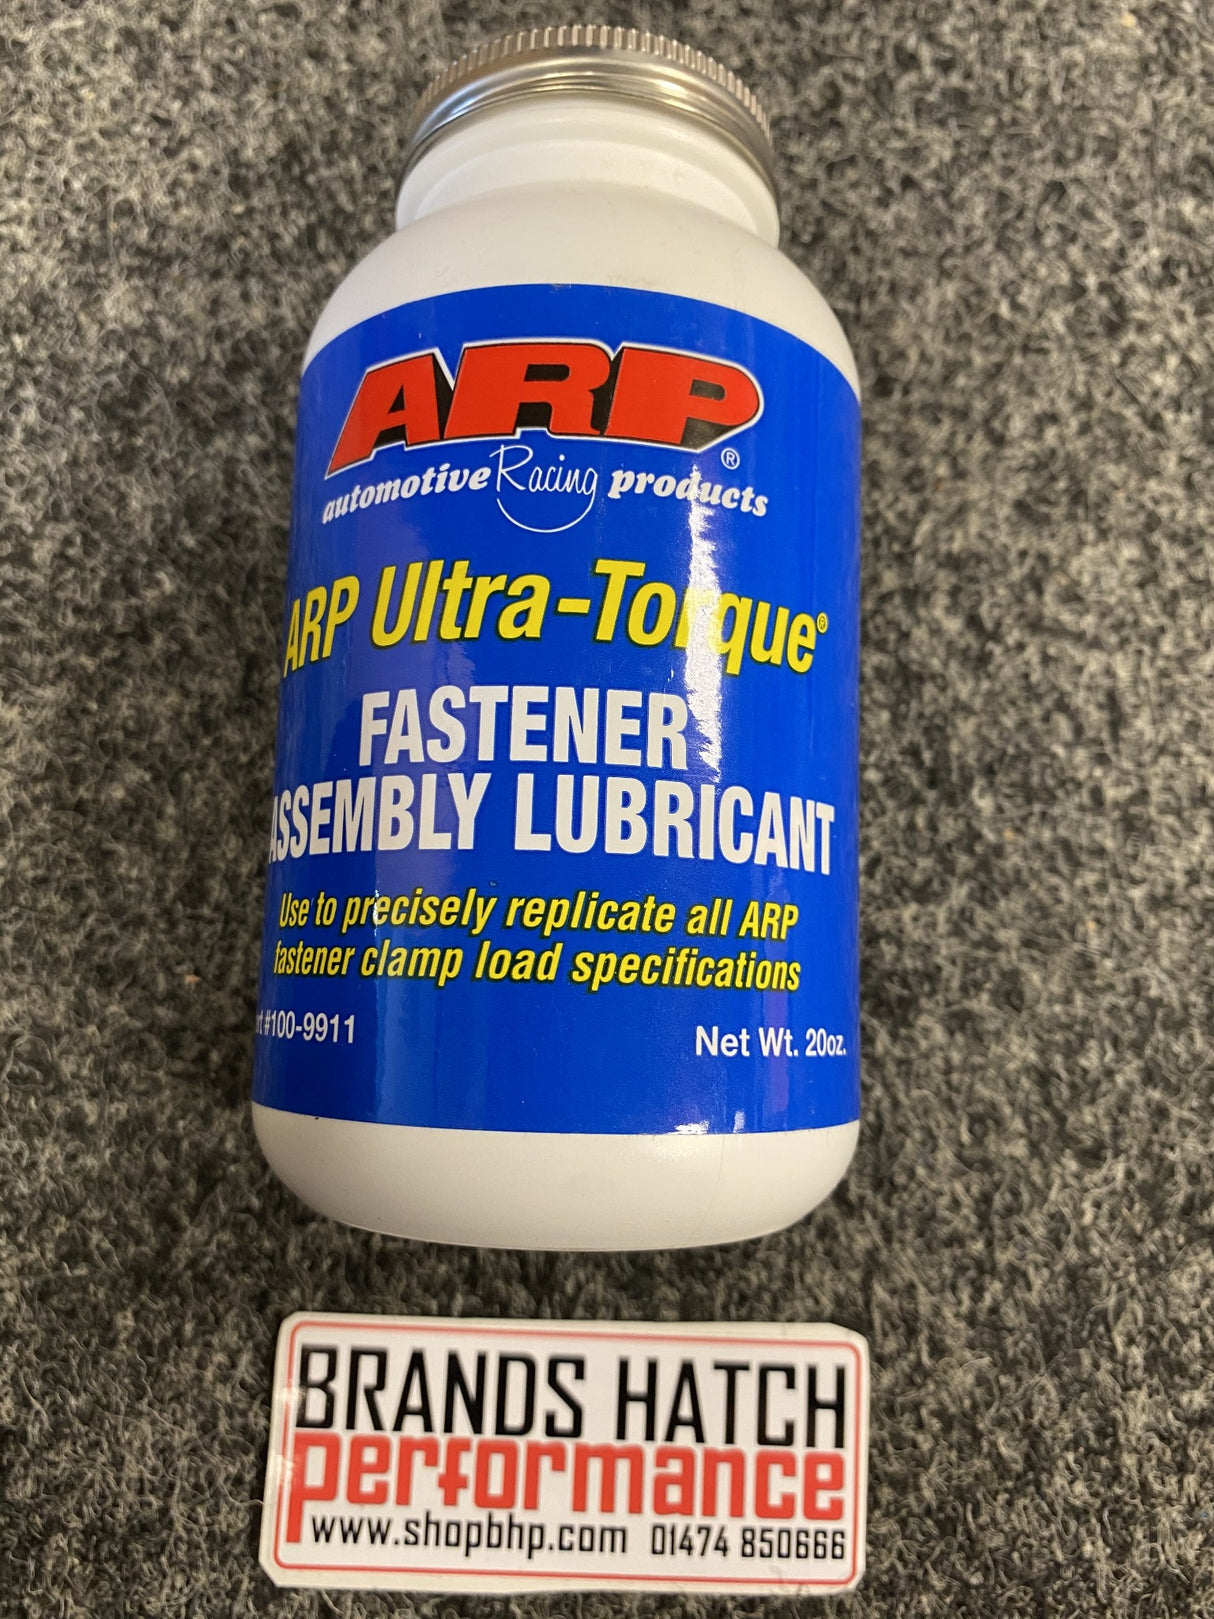 ARP®
automotive Racing products
ARP Ultra-Torque®
FASTENER
ASSEMBLY LUBRICANT
Use to precisely replicate all ARP
fastener clamp load specifications
#100-9911 Net Wt. 20oz.
BRANDS HATCH
performance
www.shopbhp.com 01474 850666